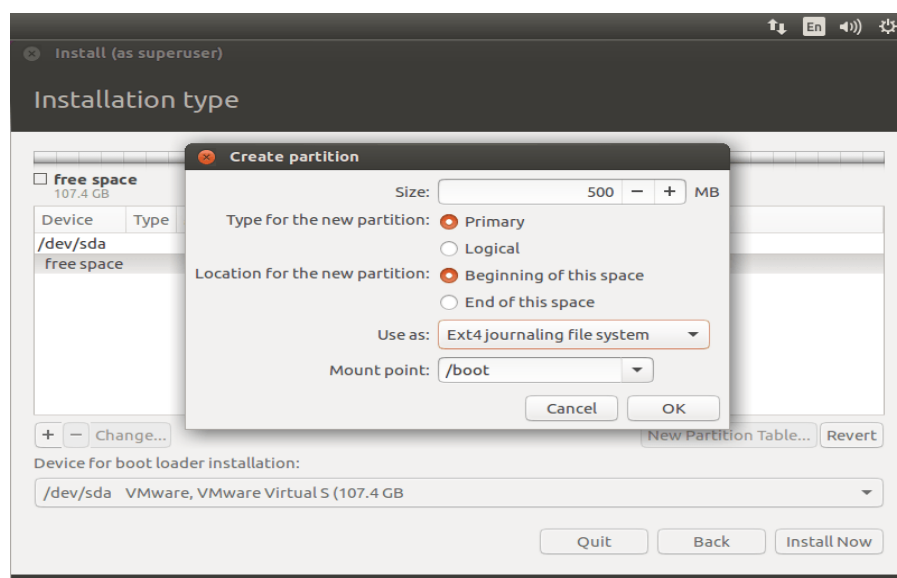 En
Install (as superuser)
Installation type
Create partition
free space
107.4 GB
Size: 500 − + MB
Device Type
Type for the new partition: Primary
/dev/sda
Logical
free space
Location for the new partition: Beginning of this space
End of this space
Use as: Ext4 journaling file system
Mount point: /boot
Cancel OK
+ − Change...
New Partition Table... Revert
Device for boot loader installation:
/dev/sda VMware, VMware Virtual S (107.4 GB
Quit Back Install Now